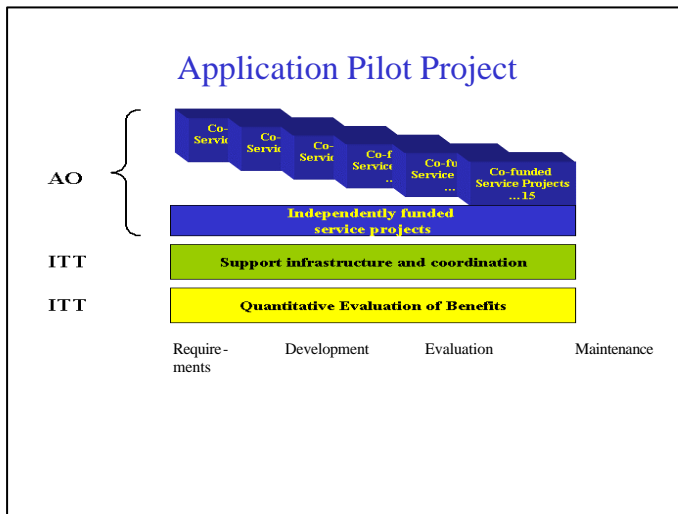 Application Pilot Project
Co-
Servic
Co-
Servic
Co-
Servic
Co-f
Service
...
Co-fu
Service
...
Co-funded
Service Projects
...15
AO
Independently funded
service projects
ITT
Support infrastructure and coordination
ITT
Quantitative Evaluation of Benefits
Require-
ments
Development
Evaluation
Maintenance